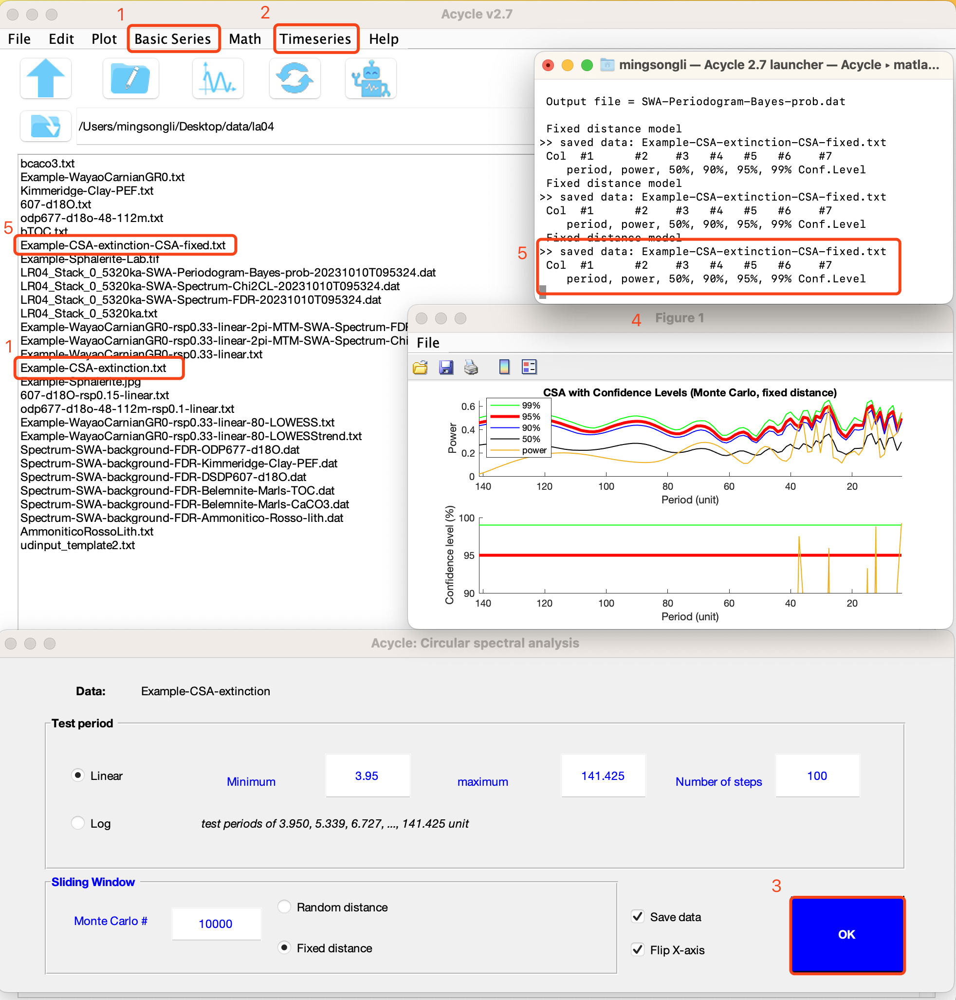 1
2
Acycle v2.7
File Edit Plot Basic Series Math Timeseries Help
/Users/mingsongli/Desktop/data/la04
bcaco3.txt
Example-WayaoCarnianGR0.txt
Kimmeridge-Clay-PEF.txt
607-d18O.txt
odp677-d18o-48-112m.txt
5
bTOC.txt
Example-CSA-extinction-CSA-fixed.txt
Example-Sphalerite-Lab.tif
LR04_Stack_0_5320ka-SWA-Periodogram-Bayes-prob-20231010T095324.dat
LR04_Stack_0_5320ka-SWA-Spectrum-Chi2CL-20231010T095324.dat
LR04_Stack_0_5320ka-SWA-Spectrum-FDR-20231010T095324.dat
LR04_Stack_0_5320ka.txt
Example-WayaoCarnianGR0-rsp0.33-linear-2pi-MTM-SWA-Spectrum-FDR
Example-WayaoCarnianGR0-rsp0.33-linear-2pi-MTM-SWA-Spectrum-Chi
1
Example-WayaoCarnianGR0-rsp0.33-linear.txt
Example-CSA-extinction.txt
Example-Sphalerite.jpg
607-d18O-rsp0.15-linear.txt
odp677-d18o-48-112m-rsp0.1-linear.txt
Example-WayaoCarnianGR0-rsp0.33-linear-80-LOWESS.txt
Example-WayaoCarnianGR0-rsp0.33-linear-80-LOWESStrend.txt
Spectrum-SWA-background-FDR-ODP677-d18O.dat
Spectrum-SWA-background-FDR-Kimmeridge-Clay-PEF.dat
Spectrum-SWA-background-FDR-DSDP607-d18O.dat
Spectrum-SWA-background-FDR-Belemnite-Marls-TOC.dat
Spectrum-SWA-background-FDR-Belemnite-Marls-CaCO3.dat
Spectrum-SWA-background-FDR-Ammonitico-Rosso-lith.dat
AmmoniticoRossoLith.txt
udinput_template2.txt
mingsongli — Acycle 2.7 launcher — Acycle ▸ matla...
Output file = SWA-Periodogram-Bayes-prob.dat
Fixed distance model
>> saved data: Example-CSA-extinction-CSA-fixed.txt
Col #1 #2 #3 #4 #5 #6 #7
period, power, 50%, 90%, 95%, 99% Conf.Level
Fixed distance model
>> saved data: Example-CSA-extinction-CSA-fixed.txt
Col #1 #2 #3 #4 #5 #6 #7
period, power, 50%, 90%, 95%, 99% Conf.Level
Fixed distance model
5
>> saved data: Example-CSA-extinction-CSA-fixed.txt
Col #1 #2 #3 #4 #5 #6 #7
period, power, 50%, 90%, 95%, 99% Conf.Level
4
Figure 1
File
CSA with Confidence Levels (Monte Carlo, fixed distance)
99%
95%
90%
50%
power
Power
0.6
0.4
0.2
0
140 120 100 80 60 40 20
Period (unit)
Confidence level (%)
100
95
90
140 120 100 80 60 40 20
Period (unit)
Acycle: Circular spectral analysis
Data: Example-CSA-extinction
Test period
Linear Minimum 3.95 maximum 141.425 Number of steps 100
Log test periods of 3.950, 5.339, 6.727, ..., 141.425 unit
Sliding Window
Monte Carlo # 10000
Random distance
Fixed distance
Save data
Flip X-axis
3
OK